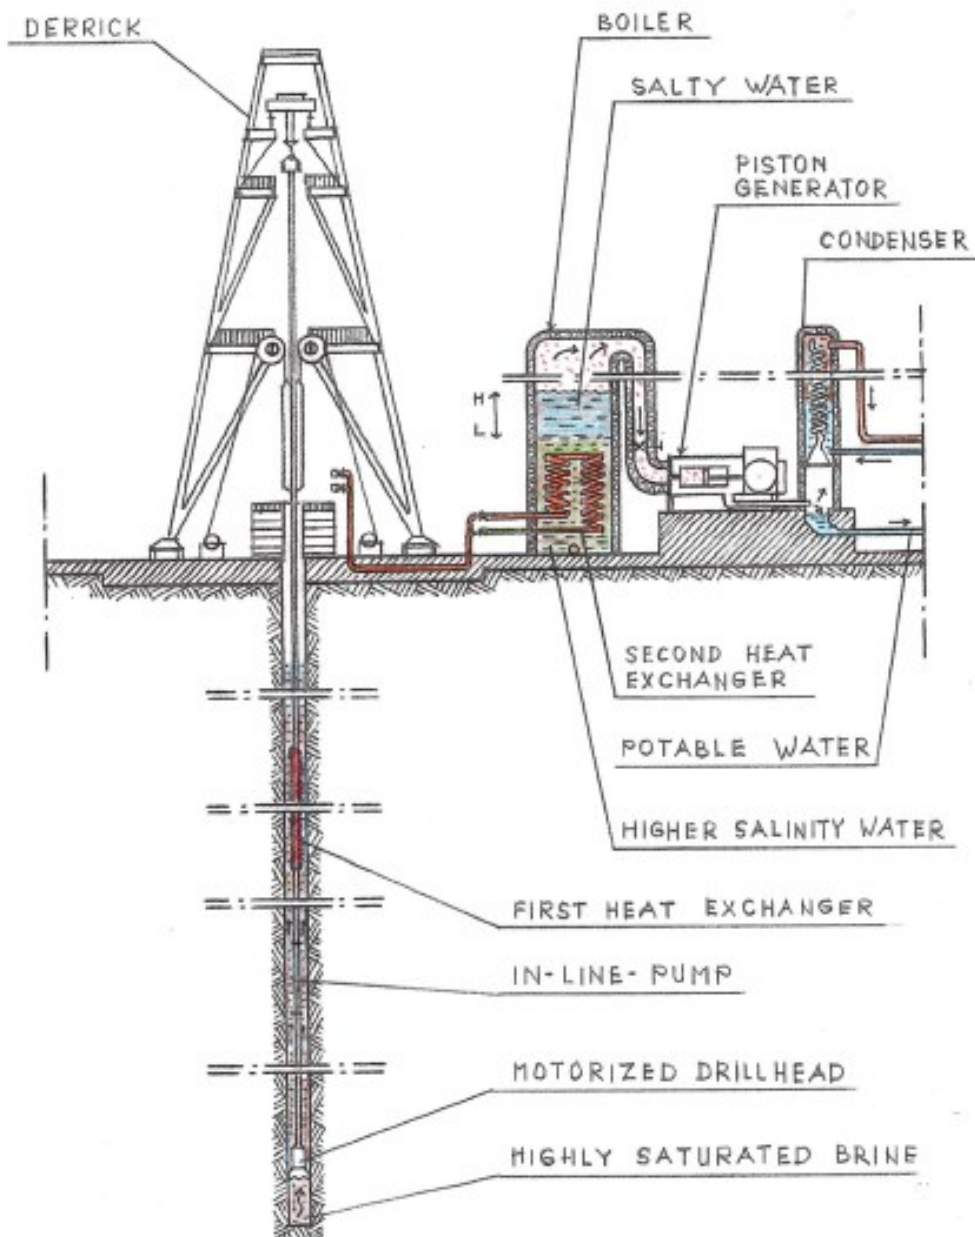 DERRICK
BOILER
SALTY WATER
PISTON
GENERATOR
CONDENSER
H
L
SECOND HEAT
EXCHANGER
POTABLE WATER
HIGHER SALINITY WATER
FIRST HEAT EXCHANGER
IN-LINE-PUMP
MOTORIZED DRILLHEAD
HIGHLY SATURATED BRINE